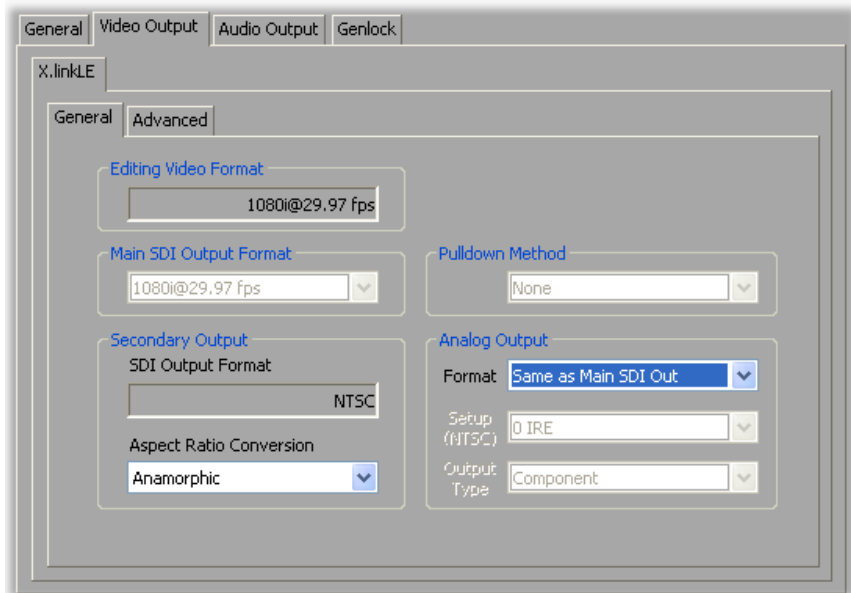 General Video Output Audio Output Genlock
X.linkLE
General Advanced
Editing Video Format
1080i@29.97 fps
Main SDI Output Format
1080i@29.97 fps
Pulldown Method
None
Secondary Output
SDI Output Format
NTSC
Aspect Ratio Conversion
Anamorphic
Analog Output
Format Same as Main SDI Out
Setup
(NTSC) 0 IRE
Output
Type Component